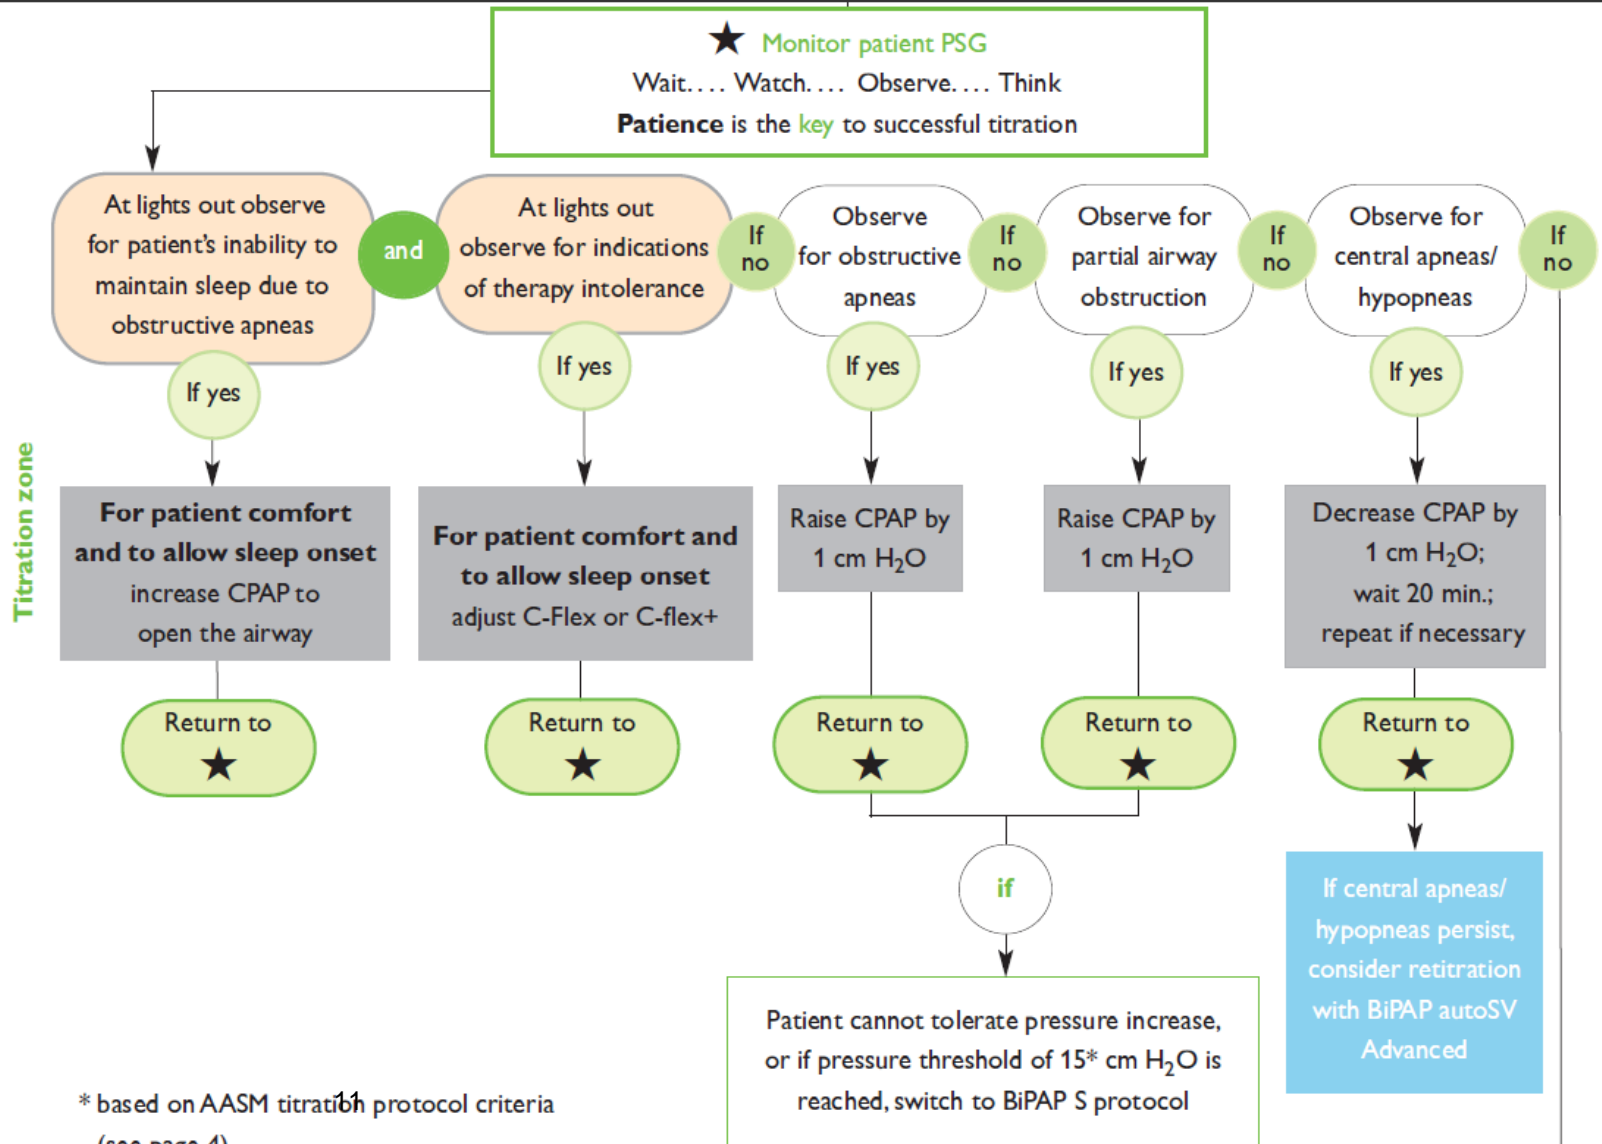 ★ Monitor patient PSG
Wait.... Watch.... Observe.... Think
Patience is the key to successful titration
At lights out observe
for patient's inability to
maintain sleep due to
obstructive apneas
and
At lights out
observe for indications
of therapy intolerance
If
no
Observe
for obstructive
apneas
If
no
Observe for
partial airway
obstruction
If
no
Observe for
central apneas/
hypopneas
If
no
If yes
If yes
If yes
If yes
If yes
Titration zone
For patient comfort
and to allow sleep onset
increase CPAP to
open the airway
For patient comfort and
to allow sleep onset
adjust C-Flex or C-flex+
Raise CPAP by
1 cm H₂O
Raise CPAP by
1 cm H₂O
Decrease CPAP by
1 cm H₂O;
wait 20 min.;
repeat if necessary
Return to
★
Return to
★
Return to
★
Return to
★
Return to
★
if
Patient cannot tolerate pressure increase,
or if pressure threshold of 15* cm H₂O is
reached, switch to BiPAP S protocol
If central apneas/
hypopneas persist,
consider retitration
with BiPAP autoSV
Advanced
* based on AASM titration protocol criteria
(see page 4)
11